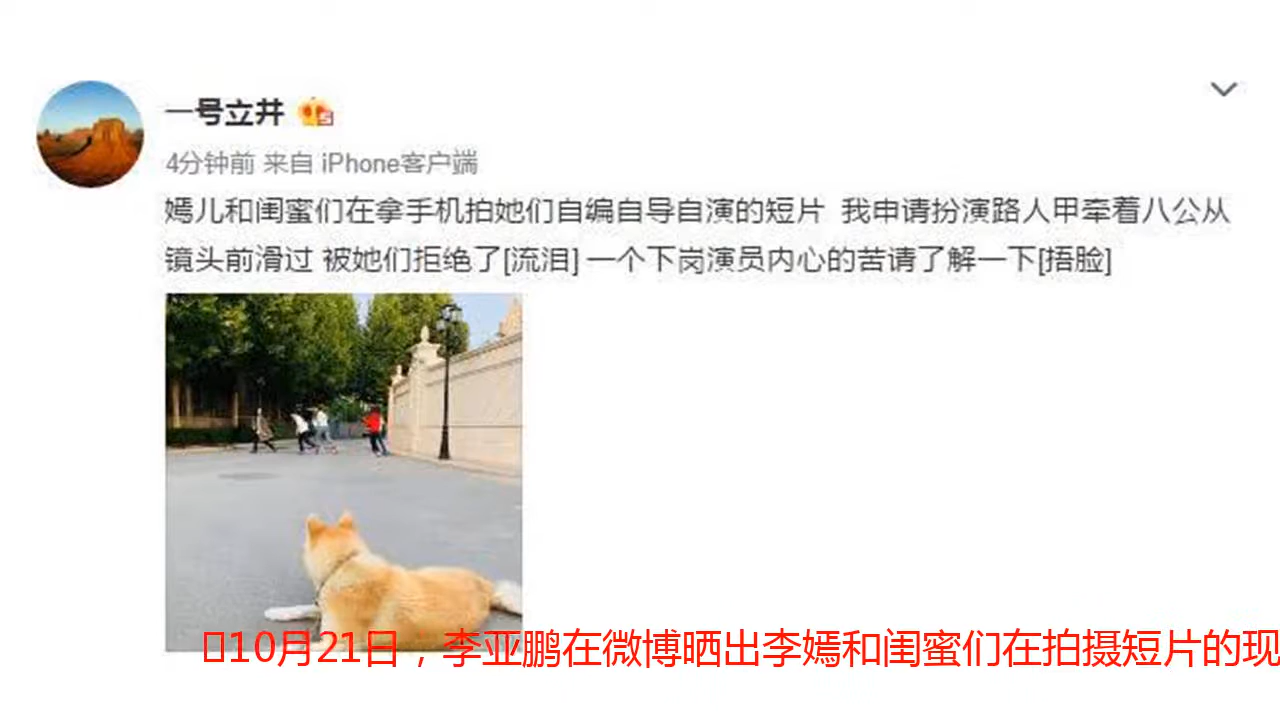 一号立井
4分钟前 来自 iPhone客户端
嫣儿和闺蜜们在拿手机拍她们自编自导自演的短片 我申请扮演路人甲牵着八公从
镜头前滑过 被她们拒绝了[流泪] 一个下岗演员内心的苦请了解一下[捂脸]
10月21日，李亚鹏在微博晒出李嫣和闺蜜们在拍摄短片的现